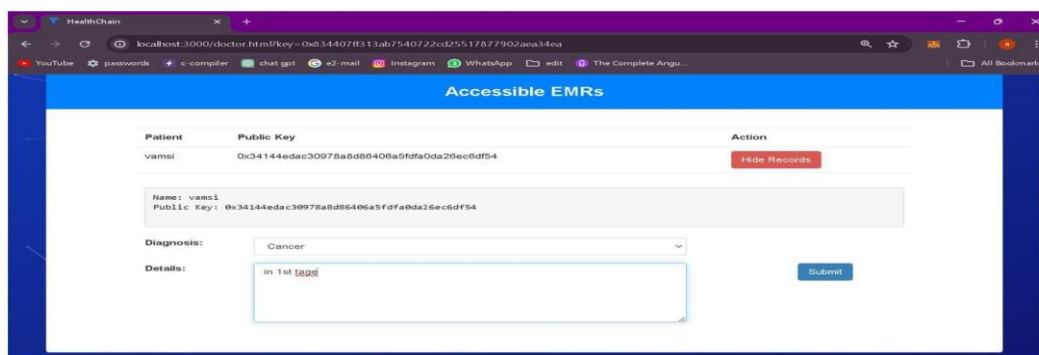 HealthChain
localhost:3000/doctor.html?key=0x834407ff313ab7540722cd25517877902aea34ea
YouTube passwords c-compiler chat gpt e2-mail Instagram WhatsApp edit The Complete Angu... All Bookmark
Accessible EMRs
Patient Public Key Action
vamsi 0x34144edac30978a8d86406a5fdfa0da26ec6df54 Hide Records
Name: vamsi
Public Key: 0x34144edac30978a8d86406a5fdfa0da26ec6df54
Diagnosis: Cancer
Details: in 1st tage Submit